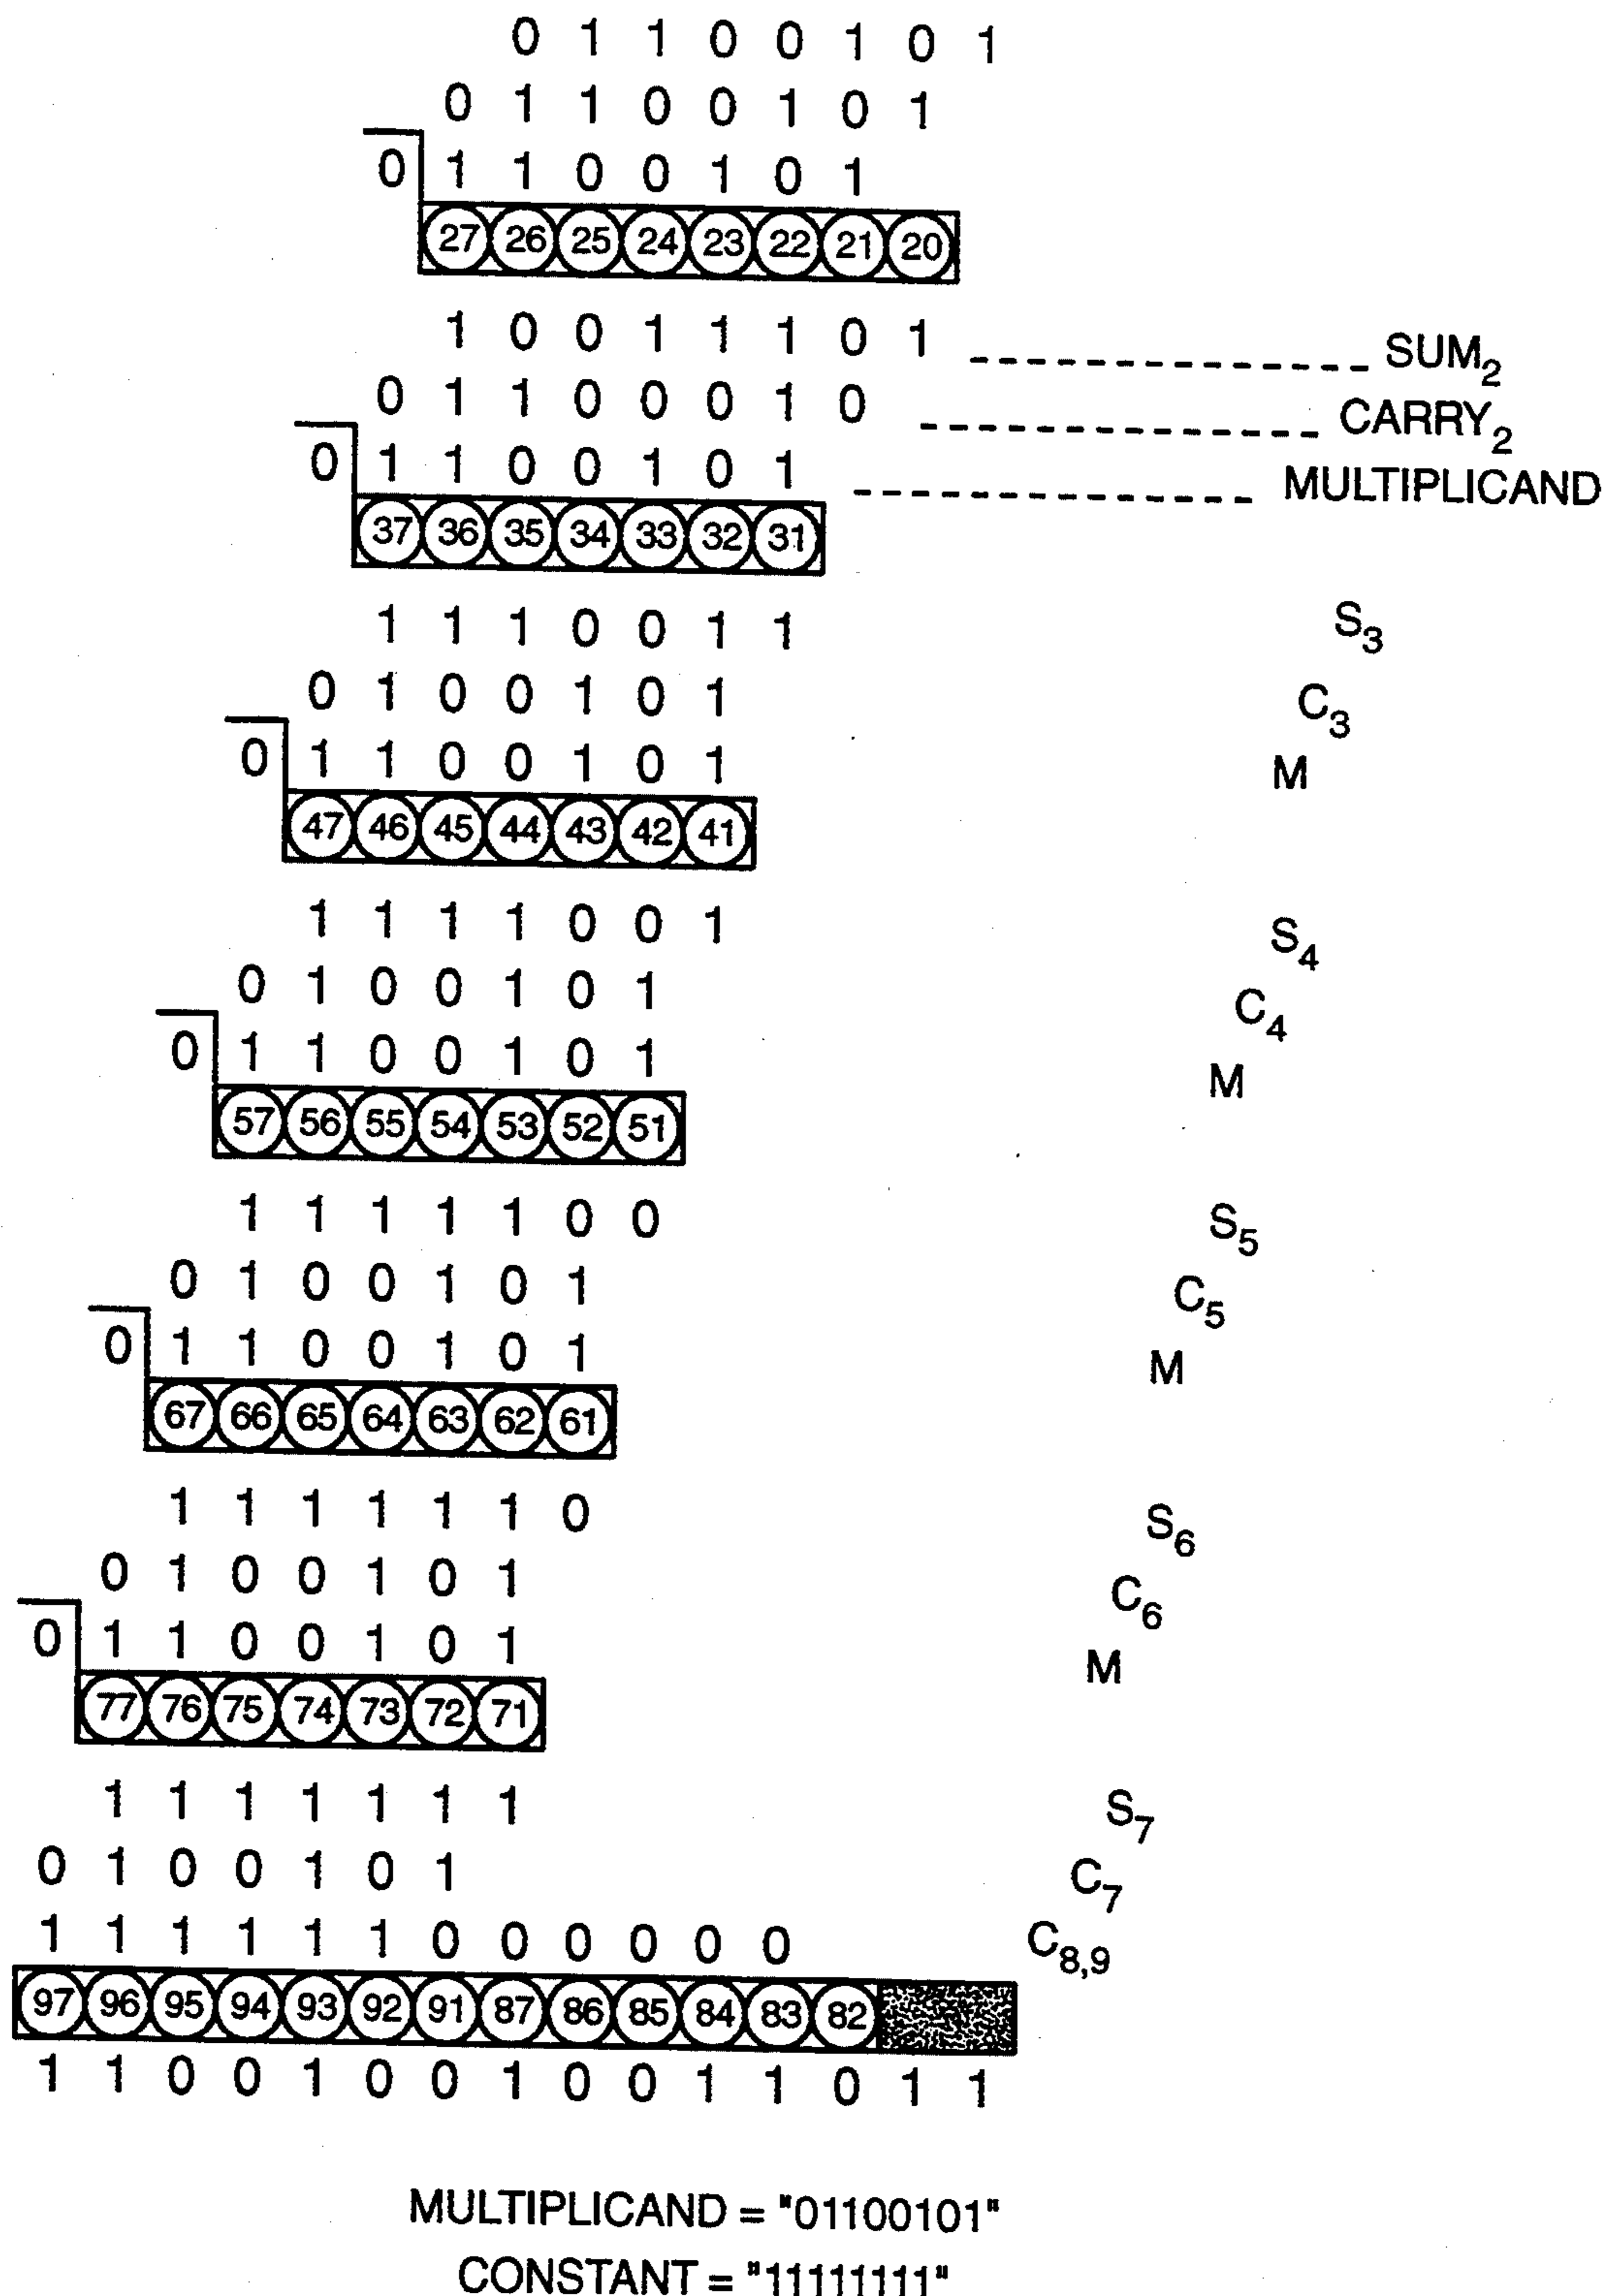 0 1 1 0 0 1 0 1
0 1 1 0 0 1 0 1
0 1 1 0 0 1 0 1
27 26 25 24 23 22 21 20
1 0 0 1 1 1 0 1 SUM2
0 1 1 0 0 0 1 0 CARRY2
0 1 1 0 0 1 0 1 MULTIPLICAND
37 36 35 34 33 32 31
1 1 1 0 0 1 1 S3
0 1 0 0 1 0 1 C3
0 1 1 0 0 1 0 1 M
47 46 45 44 43 42 41
1 1 1 1 0 0 1 S4
0 1 0 0 1 0 1 C4
0 1 1 0 0 1 0 1 M
57 56 55 54 53 52 51
1 1 1 1 1 0 0 S5
0 1 0 0 1 0 1 C5
0 1 1 0 0 1 0 1 M
67 66 65 64 63 62 61
1 1 1 1 1 1 0 S6
0 1 0 0 1 0 1 C6
0 1 1 0 0 1 0 1 M
77 76 75 74 73 72 71
1 1 1 1 1 1 1 S7
0 1 0 0 1 0 1 C7
1 1 1 1 1 1 0 0 0 0 0 0 C8,9
97 96 95 94 93 92 91 87 86 85 84 83 82
1 1 0 0 1 0 0 1 0 0 1 1 0 1 1
MULTIPLICAND = "01100101"
CONSTANT = "11111111"